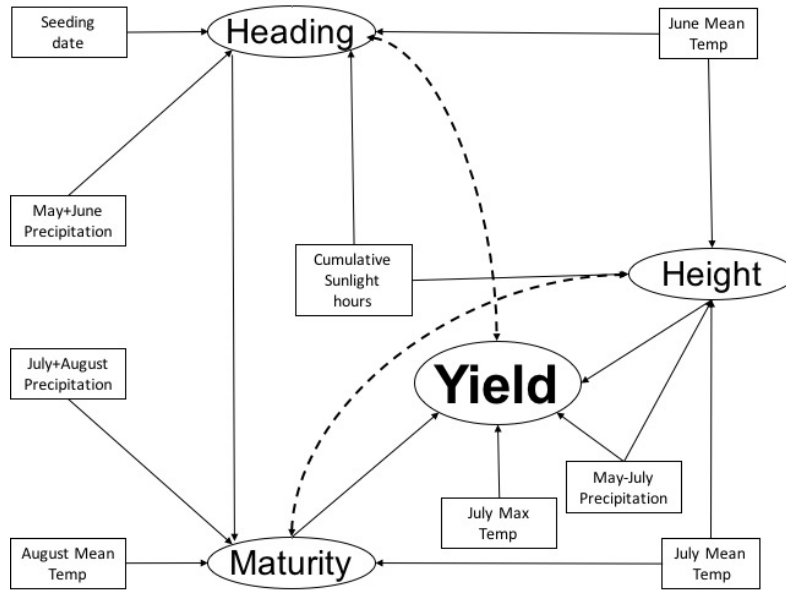 Seeding
date
Heading
June Mean
Temp
May+June
Precipitation
Cumulative
Sunlight
hours
Height
July+August
Precipitation
Yield
May-July
Precipitation
July Max
Temp
August Mean
Temp
Maturity
July Mean
Temp